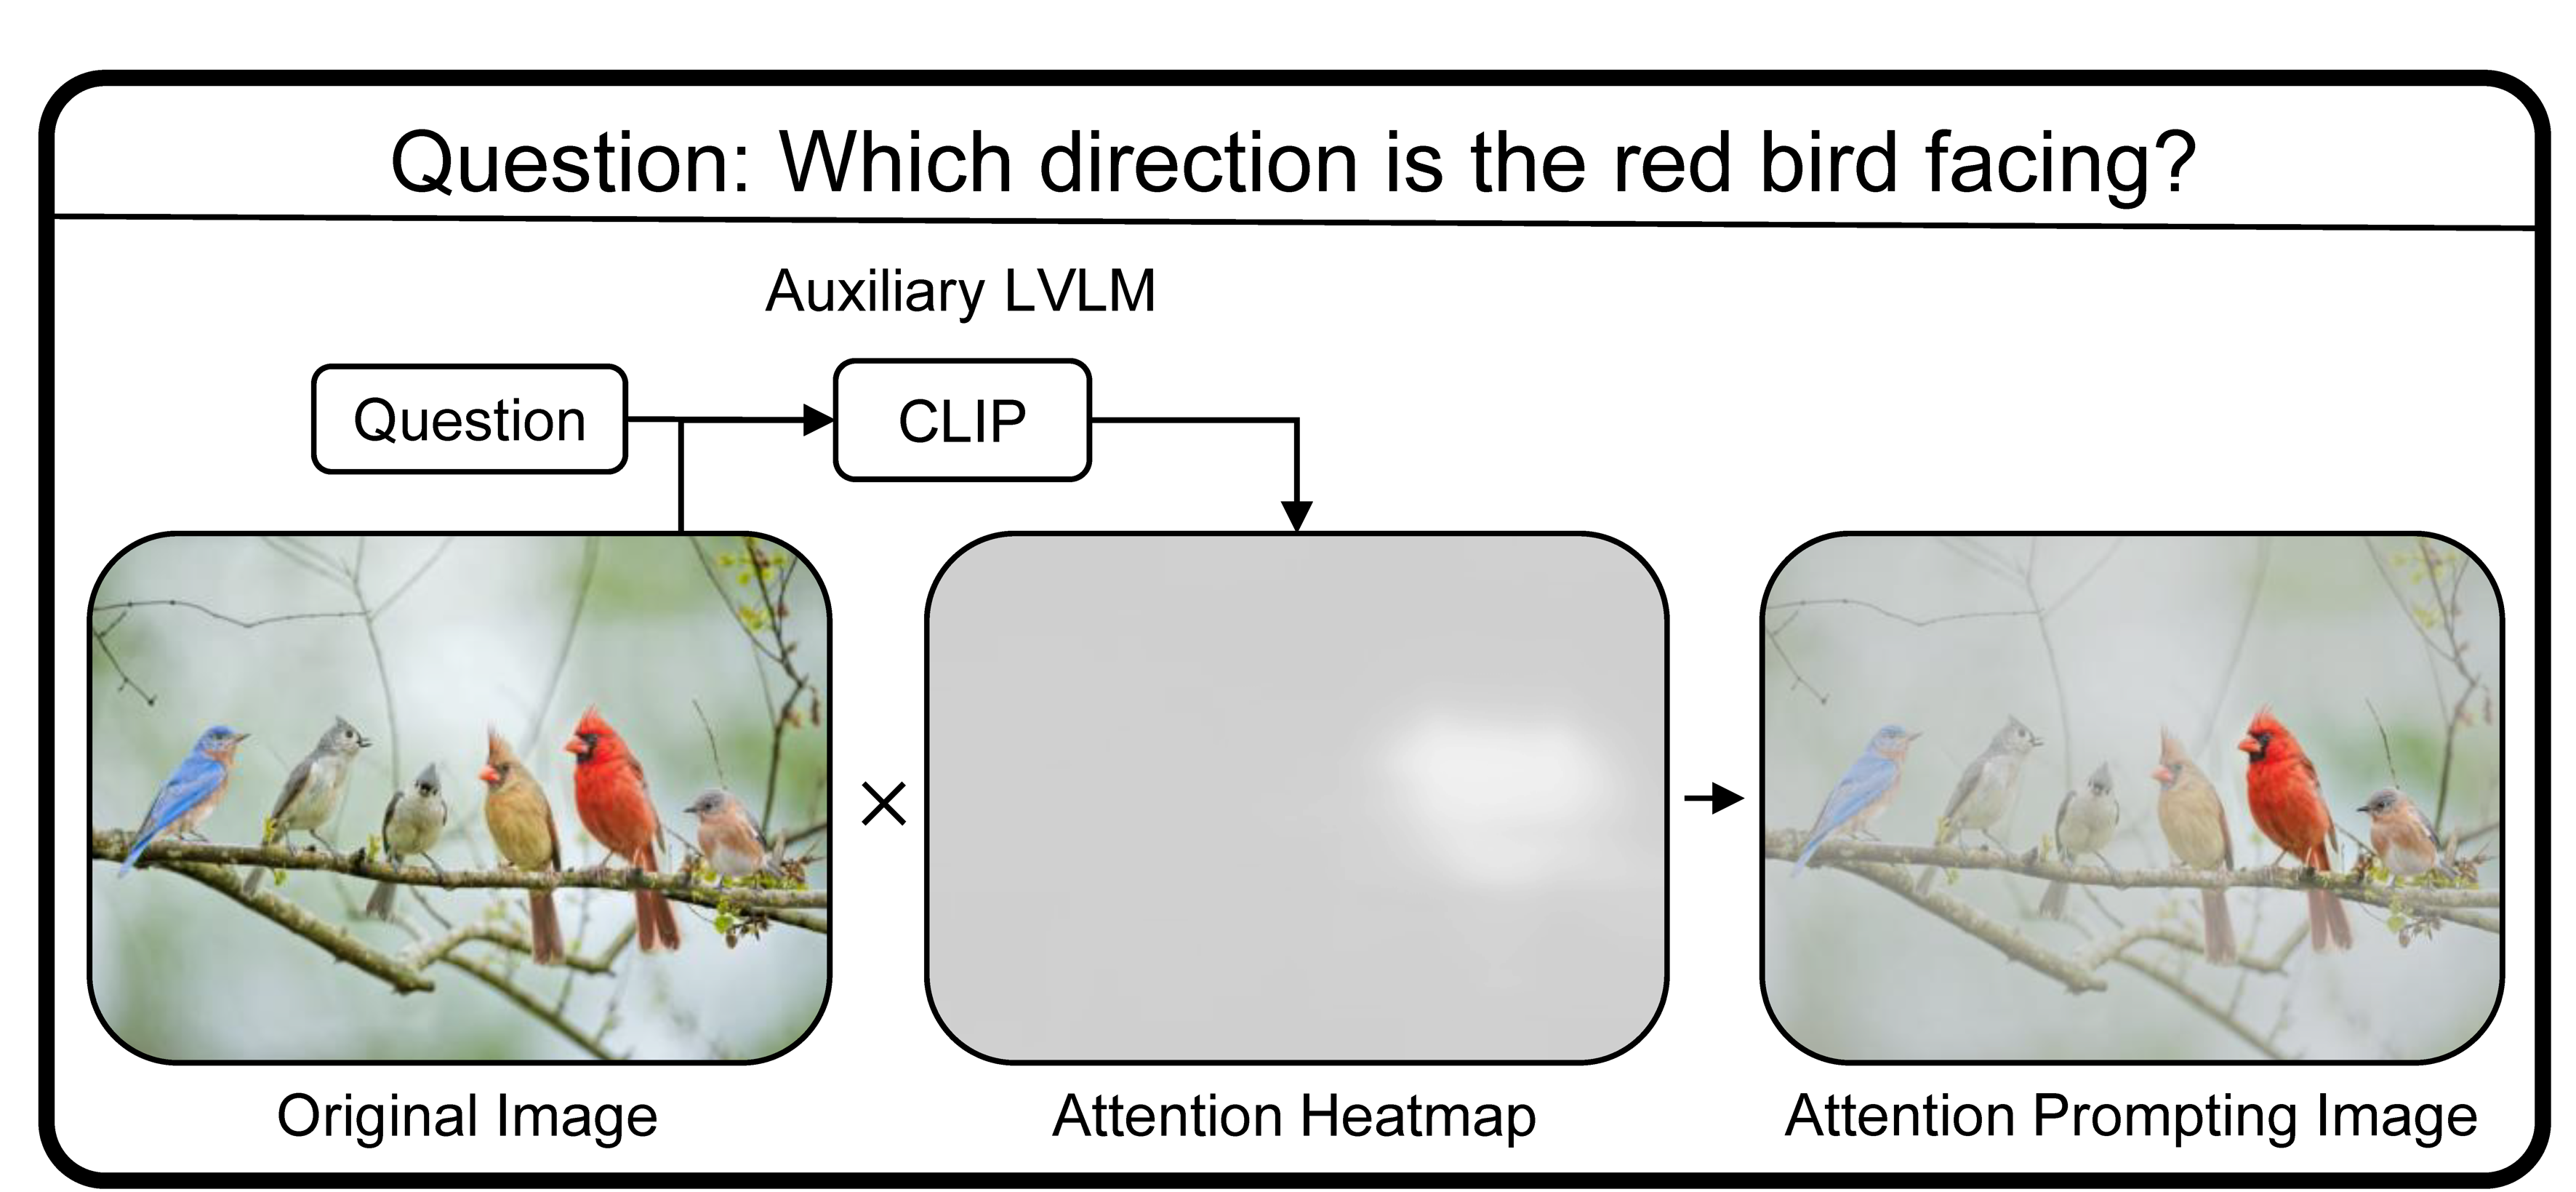 Question: Which direction is the red bird facing?
Auxiliary LVLM
Question
CLIP
Original Image
Attention Heatmap
Attention Prompting Image